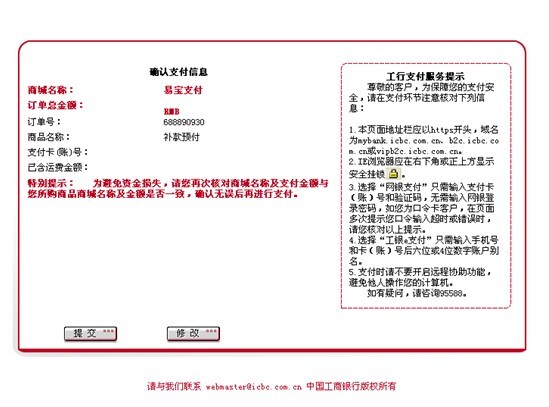 确认支付信息
商城名称：　易宝支付
订单总金额：　RMB
订单号：　688890930
商品名称：　补款预付
支付卡(账)号：
已含运费金额：
特别提示：　为避免资金损失，请您再次核对商城名称及支付金额与
您所购商品商城名称及金额是否一致，确认无误后再进行支付。
提 交
修 改
工行支付服务提示
尊敬的客户，为保障您的支付安
全，请在支付环节注意核对下列信
息：
1.本页面地址栏应以https开头，域名
为mybank.icbc.com.cn、b2c.icbc.co
m.cn或vipb2c.icbc.com.cn。
2.IE浏览器应在右下角或正上方显示
安全挂锁 。
3.选择“网银支付”只需输入支付卡
（账）号和验证码，无需输入网银登
录密码，如您为口令卡客户，在页面
多次提示您口令输入超时或错误时，
请您核对以上提示。
4.选择“工银e支付”只需输入手机号
和卡（账）号后六位或4位数字账户别
名。
5.支付时请不要开启远程协助功能，
避免他人操作您的计算机。
如有疑问，请咨询95588。
请与我们联系 webmaster@icbc.com.cn 中国工商银行版权所有